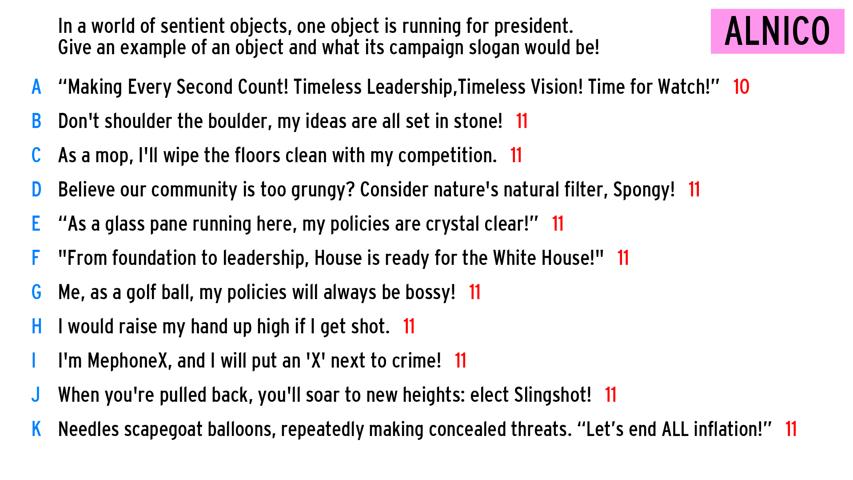 In a world of sentient objects, one object is running for president.
Give an example of an object and what its campaign slogan would be!
ALNICO
A “Making Every Second Count! Timeless Leadership,Timeless Vision! Time for Watch!” 10
B Don't shoulder the boulder, my ideas are all set in stone! 11
C As a mop, I'll wipe the floors clean with my competition. 11
D Believe our community is too grungy? Consider nature's natural filter, Spongy! 11
E “As a glass pane running here, my policies are crystal clear!” 11
F "From foundation to leadership, House is ready for the White House!" 11
G Me, as a golf ball, my policies will always be bossy! 11
H I would raise my hand up high if I get shot. 11
I I'm MephoneX, and I will put an 'X' next to crime! 11
J When you're pulled back, you'll soar to new heights: elect Slingshot! 11
K Needles scapegoat balloons, repeatedly making concealed threats. “Let’s end ALL inflation!” 11